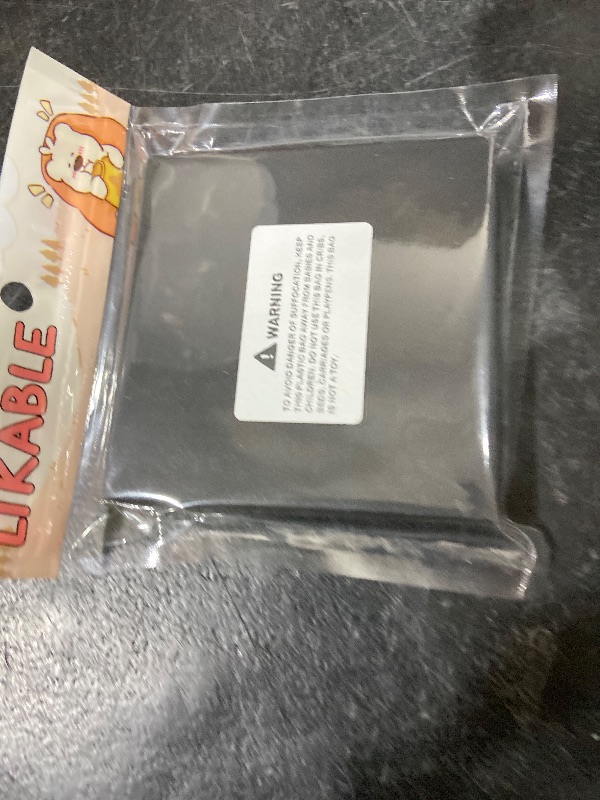 LIKABLE
WARNING
TO AVOID DANGER OF SUFFOCATION, KEEP
THIS PLASTIC BAG AWAY FROM BABIES AND
CHILDREN. DO NOT USE THIS BAG IN CRIBS,
BEDS, CARRIAGES OR PLAYPENS. THIS BAG
IS NOT A TOY.